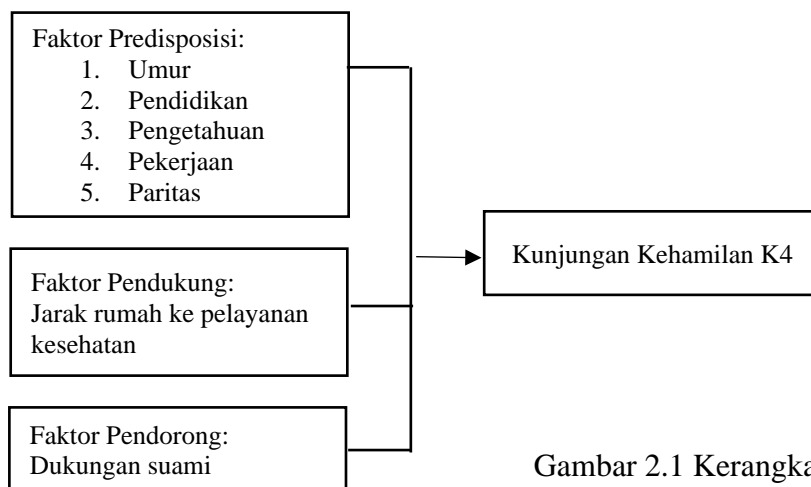 Faktor Predisposisi:
1. Umur
2. Pendidikan
3. Pengetahuan
4. Pekerjaan
5. Paritas
Kunjungan Kehamilan K4
Faktor Pendukung:
Jarak rumah ke pelayanan
kesehatan
Faktor Pendorong:
Dukungan suami
Gambar 2.1 Kerangka